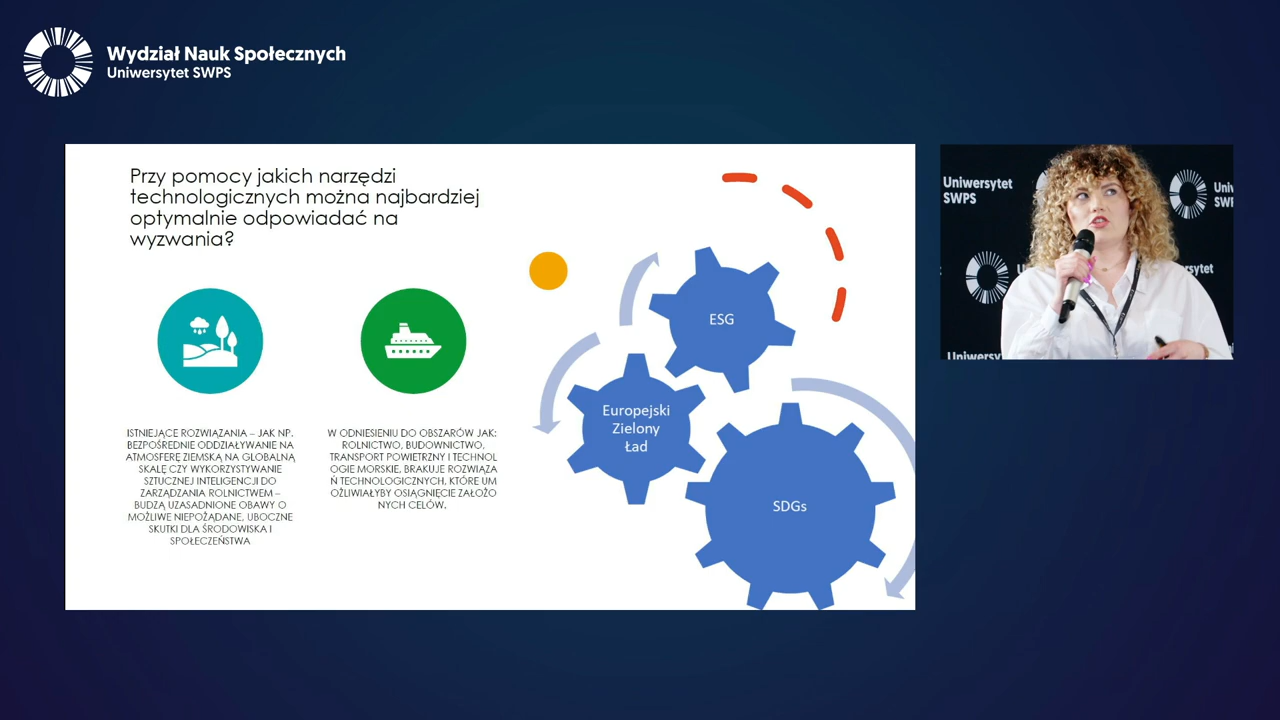 Wydział Nauk Społecznych
Uniwersytet SWPS
Przy pomocy jakich narzędzi
technologicznych można najbardziej
optymalnie odpowiadać na
wyzwania?
ISTNIEJĄCE ROZWIĄZANIA – JAK NP.
BEZPOŚREDNIE ODDZIAŁYWANIE NA
ATMOSFERĘ ZIEMSKĄ NA GLOBALNĄ
SKALĘ CZY WYKORZYSTYWANIE
SZTUCZNEJ INTELIGENCJI DO
ZARZĄDZANIA ROLNICTWEM –
BUDZĄ UZASADNIONE OBAWY O
MOŻLIWE NIEPOŻĄDANE, UBOCZNE
SKUTKI DLA ŚRODOWISKA I
SPOŁECZEŃSTWA
W ODNIESIENIU DO OBSZARÓW JAK:
ROLNICTWO, BUDOWNICTWO,
TRANSPORT POWIETRZNY I TECHNOL
OGIE MORSKIE, BRAKUJE ROZWIĄZA
Ń TECHNOLOGICZNYCH, KTÓRE UM
OŻLIWIAŁYBY OSIĄGNIĘCIE ZAŁOŻO
NYCH CELÓW.
ESG
Europejski
Zielony
Ład
SDGs
Uniwersytet
SWPS